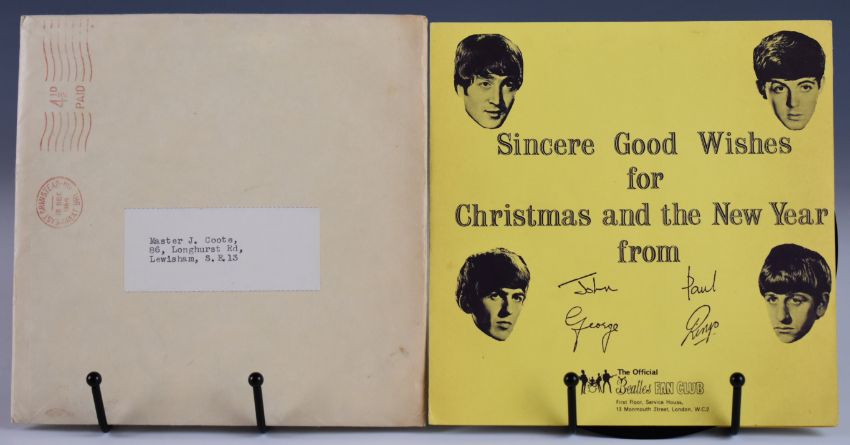 4½D
PAID
Master J. Coote,
86, Longhurst Rd,
Lewisham, S.E.13
Sincere Good Wishes
for
Christmas and the New Year
from
John Paul
George Ringo
The Official
Beatles FAN CLUB
First Floor, Service House,
13 Monmouth Street, London, W.C.2